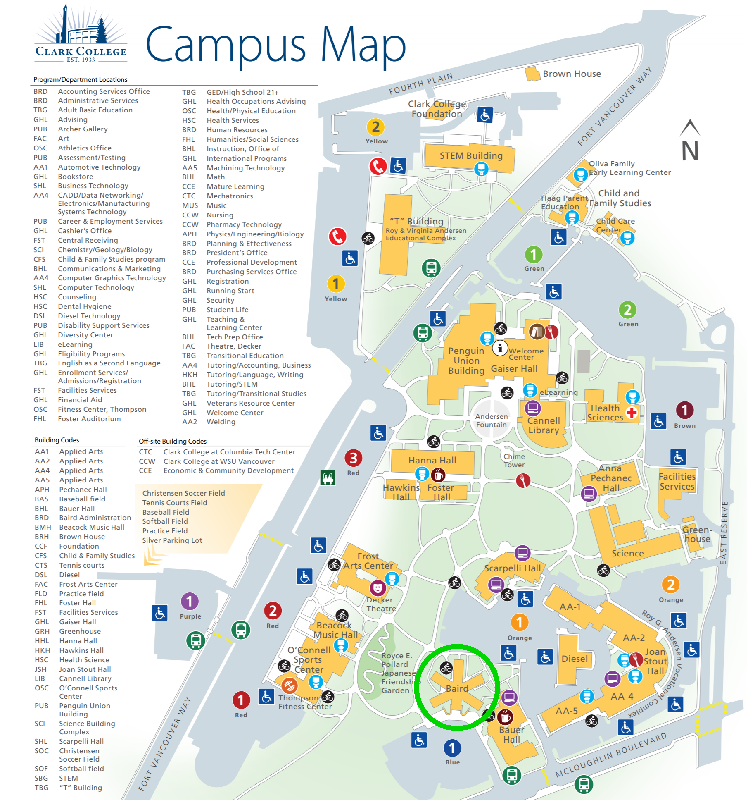 CLARK COLLEGE
EST. 1933
Campus Map
Program/Department Locations
BRD Accounting Services Office
BRD Administrative Services
TBG Adult Basic Education
GHL Advising
PUB Archer Gallery
FAC Art
OSC Athletics Office
PUB Assessment/Testing
AA1 Automotive Technology
GHL Bookstore
SHL Business Technology
AA4 CADD/Data Networking/
Electronics/Manufacturing
Systems Technology
PUB Career & Employment Services
GHL Cashier's Office
FST Central Receiving
SCI Chemistry/Geology/Biology
CFS Child & Family Studies program
BHL Communications & Marketing
AA4 Computer Graphics Technology
SHL Computer Technology
HSC Counseling
HSC Dental Hygiene
DSL Diesel Technology
PUB Disability Support Services
GHL Diversity Center
LIB eLearning
GHL Eligibility Programs
TBG English as a Second Language
GHL Enrollment Services/
Admissions/Registration
FST Facilities Services
GHL Financial Aid
OSC Fitness Center, Thompson
FHL Foster Auditorium
TBG GED/High School 21+
GHL Health Occupations Advising
OSC Health/Physical Education
HSC Health Services
BRD Human Resources
FHL Humanities/Social Sciences
BHL Instruction, Office of
GHL International Programs
AA5 Machining Technology
BHL Math
CCE Mature Learning
CTC Mechatronics
MUS Music
CCW Nursing
CCW Pharmacy Technology
APH Physics/Engineering/Biology
BRD Planning & Effectiveness
BRD President's Office
CCE Professional Development
BRD Purchasing Services Office
GHL Registration
GHL Running Start
GHL Security
PUB Student Life
GHL Teaching &
Learning Center
BHL Tech Prep Office
FAC Theatre, Decker
TBG Transitional Education
AA4 Tutoring/Accounting, Business
HKH Tutoring/Language, Writing
BHL Tutoring/STEM
TBG Tutoring/Transitional Studies
GHL Veterans Resource Center
GHL Welcome Center
AA2 Welding
Building Codes
AA1 Applied Arts
AA2 Applied Arts
AA4 Applied Arts
AA5 Applied Arts
APH Pechanec Hall
BAS Baseball field
BHL Bauer Hall
BRD Baird Administration
BMH Beacock Music Hall
BRH Brown House
CCF Foundation
CFS Child & Family Studies
CTS Tennis courts
DSL Diesel
FAC Frost Arts Center
FLD Practice field
FHL Foster Hall
FST Facilities Services
GHL Gaiser Hall
GRH Greenhouse
HHL Hanna Hall
HKH Hawkins Hall
HSC Health Science
JSH Joan Stout Hall
LIB Cannell Library
OSC O'Connell Sports
Center
PUB Penguin Union
Building
SCI Science Building
Complex
SHL Scarpelli Hall
SOC Christensen
Soccer Field
SOF Softball field
SBG STEM
TBG "T" Building
Offsite Building Codes
CTC Clark College at Columbia Tech Center
CCW Clark College at WSU Vancouver
CCE Economic & Community Development
Christensen Soccer Field
Tennis Courts Field
Baseball Field
Softball Field
Practice Field
Silver Parking Lot
FOURTH PLAIN
Brown House
FORT VANCOUVER WAY
N
Clark College
Foundation
2
Yellow
STEM Building
Oliva Family
Early Learning Center
Haag Parent
Education
Child and
Family Studies
Child Care
Center
"T" Building
Roy & Virginia Andersen
Educational Complex
1
Yellow
1
Green
2
Green
Penguin
Union
Building
i
Welcome
Center
Gaiser Hall
eLearning
Andersen
Fountain
Cannell
Library
Health
Sciences
1
Brown
3
Red
Hanna Hall
Chime
Tower
Hawkins
Hall
Foster
Hall
Anna
Pechanec
Hall
Facilities
Services
EAST RESERVE
Green-
house
Science
Frost
Arts Center
Decker
Theatre
Scarpelli Hall
1
Purple
2
Red
Beacock
Music Hall
O'Connell
Sports
Center
Thompson
Fitness Center
1
Red
Royce E.
Pollard
Japanese
Friendship
Garden
Baird
1
Orange
2
Orange
AA-1
AA-2
Diesel
Joan
Stout
Hall
Roy G. Andersen Vocational Complex
AA-4
AA-5
Bauer
Hall
1
Blue
MCLOUGHLIN BOULEVARD
FORT VANCOUVER WAY